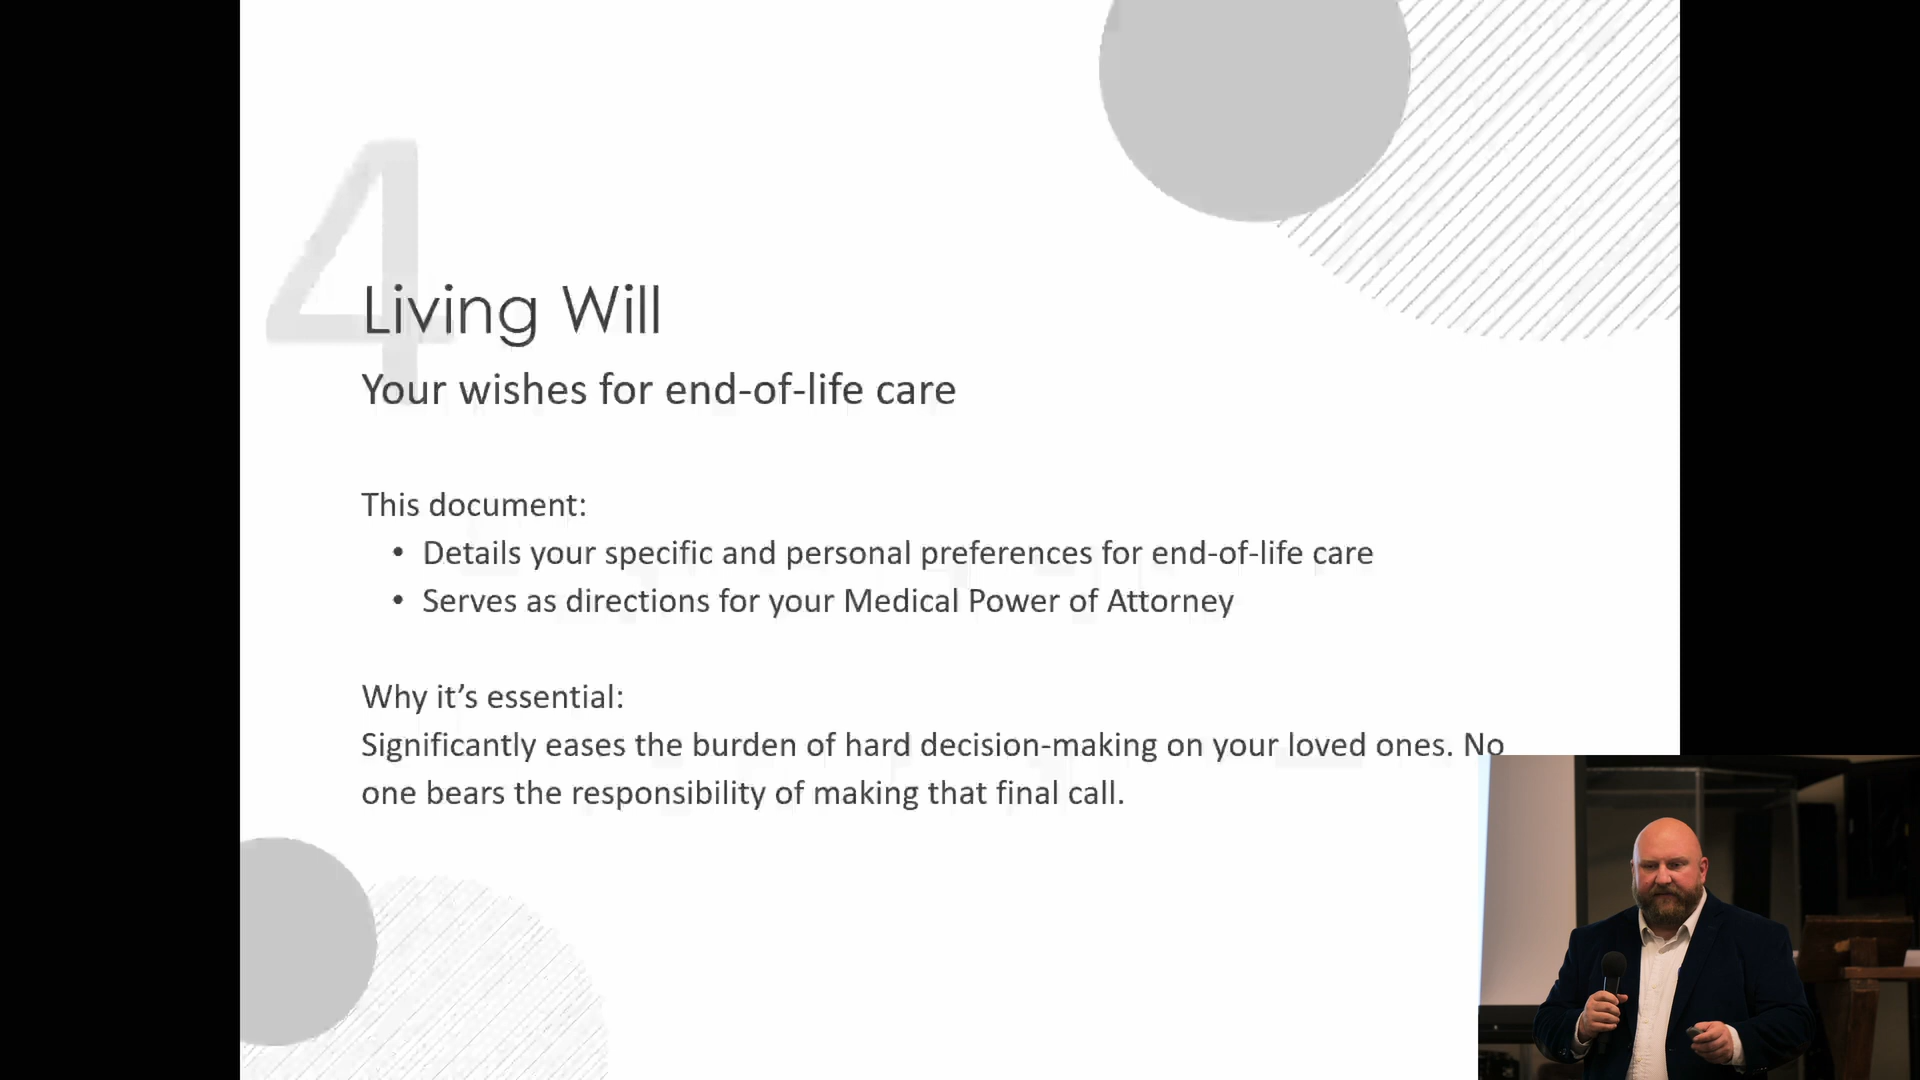 4
Living Will
Your wishes for end-of-life care
This document:
• Details your specific and personal preferences for end-of-life care
• Serves as directions for your Medical Power of Attorney
Why it’s essential:
Significantly eases the burden of hard decision-making on your loved ones. No
one bears the responsibility of making that final call.